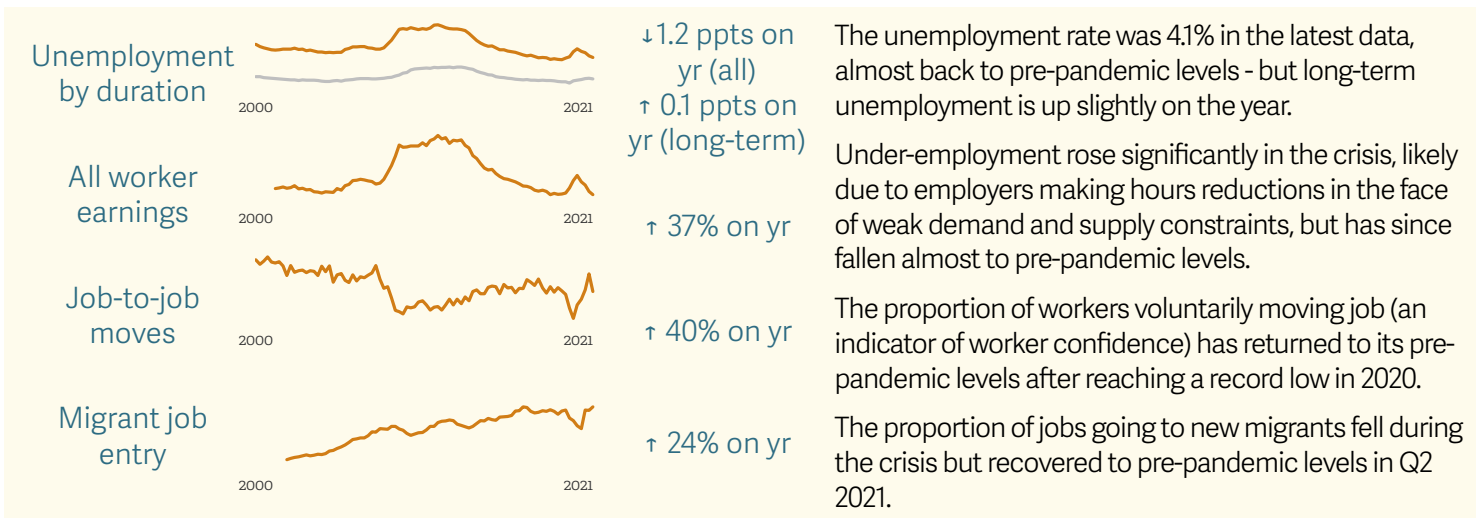 Unemployment
by duration
2000
2021
↓1.2 ppts on
yr (all)
↑ 0.1 ppts on
yr (long-term)
The unemployment rate was 4.1% in the latest data,
almost back to pre-pandemic levels - but long-term
unemployment is up slightly on the year.
All worker
earnings
2000
2021
↑ 37% on yr
Under-employment rose significantly in the crisis, likely
due to employers making hours reductions in the face
of weak demand and supply constraints, but has since
fallen almost to pre-pandemic levels.
Job-to-job
moves
2000
2021
↑ 40% on yr
The proportion of workers voluntarily moving job (an
indicator of worker confidence) has returned to its pre-
pandemic levels after reaching a record low in 2020.
Migrant job
entry
2000
2021
↑ 24% on yr
The proportion of jobs going to new migrants fell during
the crisis but recovered to pre-pandemic levels in Q2
2021.